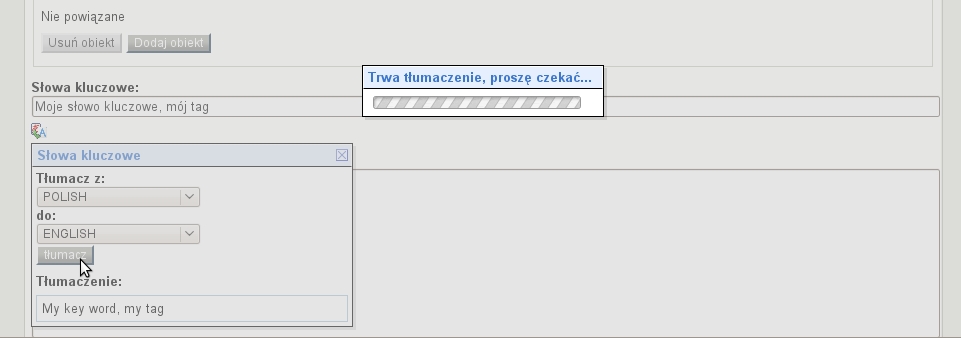 Nie powiązane
Usuń obiekt Dodaj obiekt
Trwa tłumaczenie, proszę czekać...
Słowa kluczowe:
Moje słowo kluczowe, mój tag
Słowa kluczowe
Tłumacz z:
POLISH
do:
ENGLISH
tłumacz
Tłumaczenie:
My key word, my tag